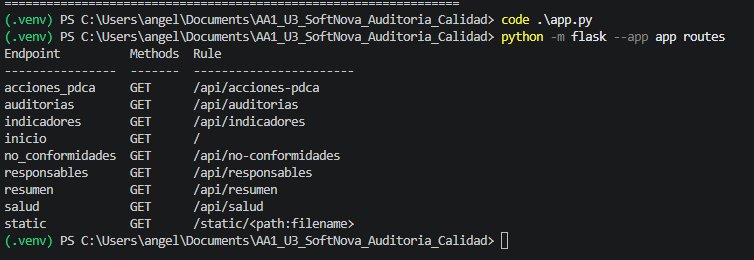 ==================================================================
(.venv) PS C:\Users\angel\Documents\AA1_U3_SoftNova_Auditoria_Calidad> code .\app.py
(.venv) PS C:\Users\angel\Documents\AA1_U3_SoftNova_Auditoria_Calidad> python -m flask --app app routes
Endpoint          Methods  Rule
----------------  -------  -----------------------
acciones_pdca     GET      /api/acciones-pdca
auditorias        GET      /api/auditorias
indicadores       GET      /api/indicadores
inicio            GET      /
no_conformidades  GET      /api/no-conformidades
responsables      GET      /api/responsables
resumen           GET      /api/resumen
salud             GET      /api/salud
static            GET      /static/<path:filename>
(.venv) PS C:\Users\angel\Documents\AA1_U3_SoftNova_Auditoria_Calidad>